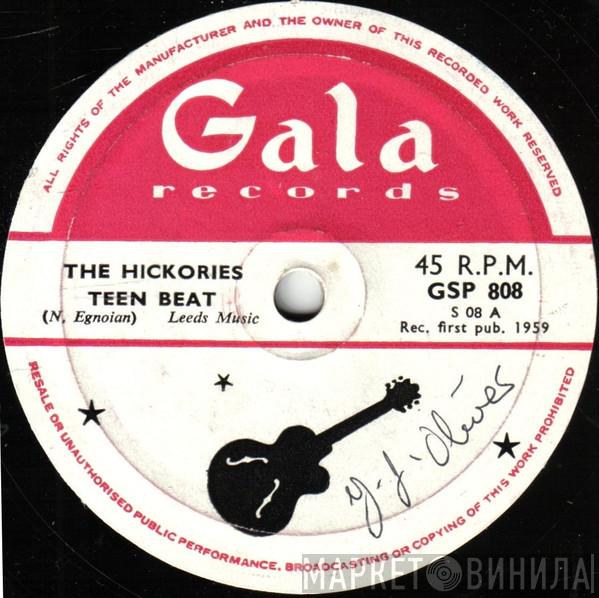 ALL RIGHTS OF THE MANUFACTURER AND THE OWNER OF THIS RECORDED WORK RESERVED
Gala
records
THE HICKORIES
TEEN BEAT
(N. Egnoian) Leeds Music
45 R.P.M.
GSP 808
S 08 A
Rec. first pub. 1959
RESALE OR UNAUTHORISED PUBLIC PERFORMANCE, BROADCASTING OR COPYING OF THIS WORK PROHIBITED
МАРКЕТ ВИНИЛА